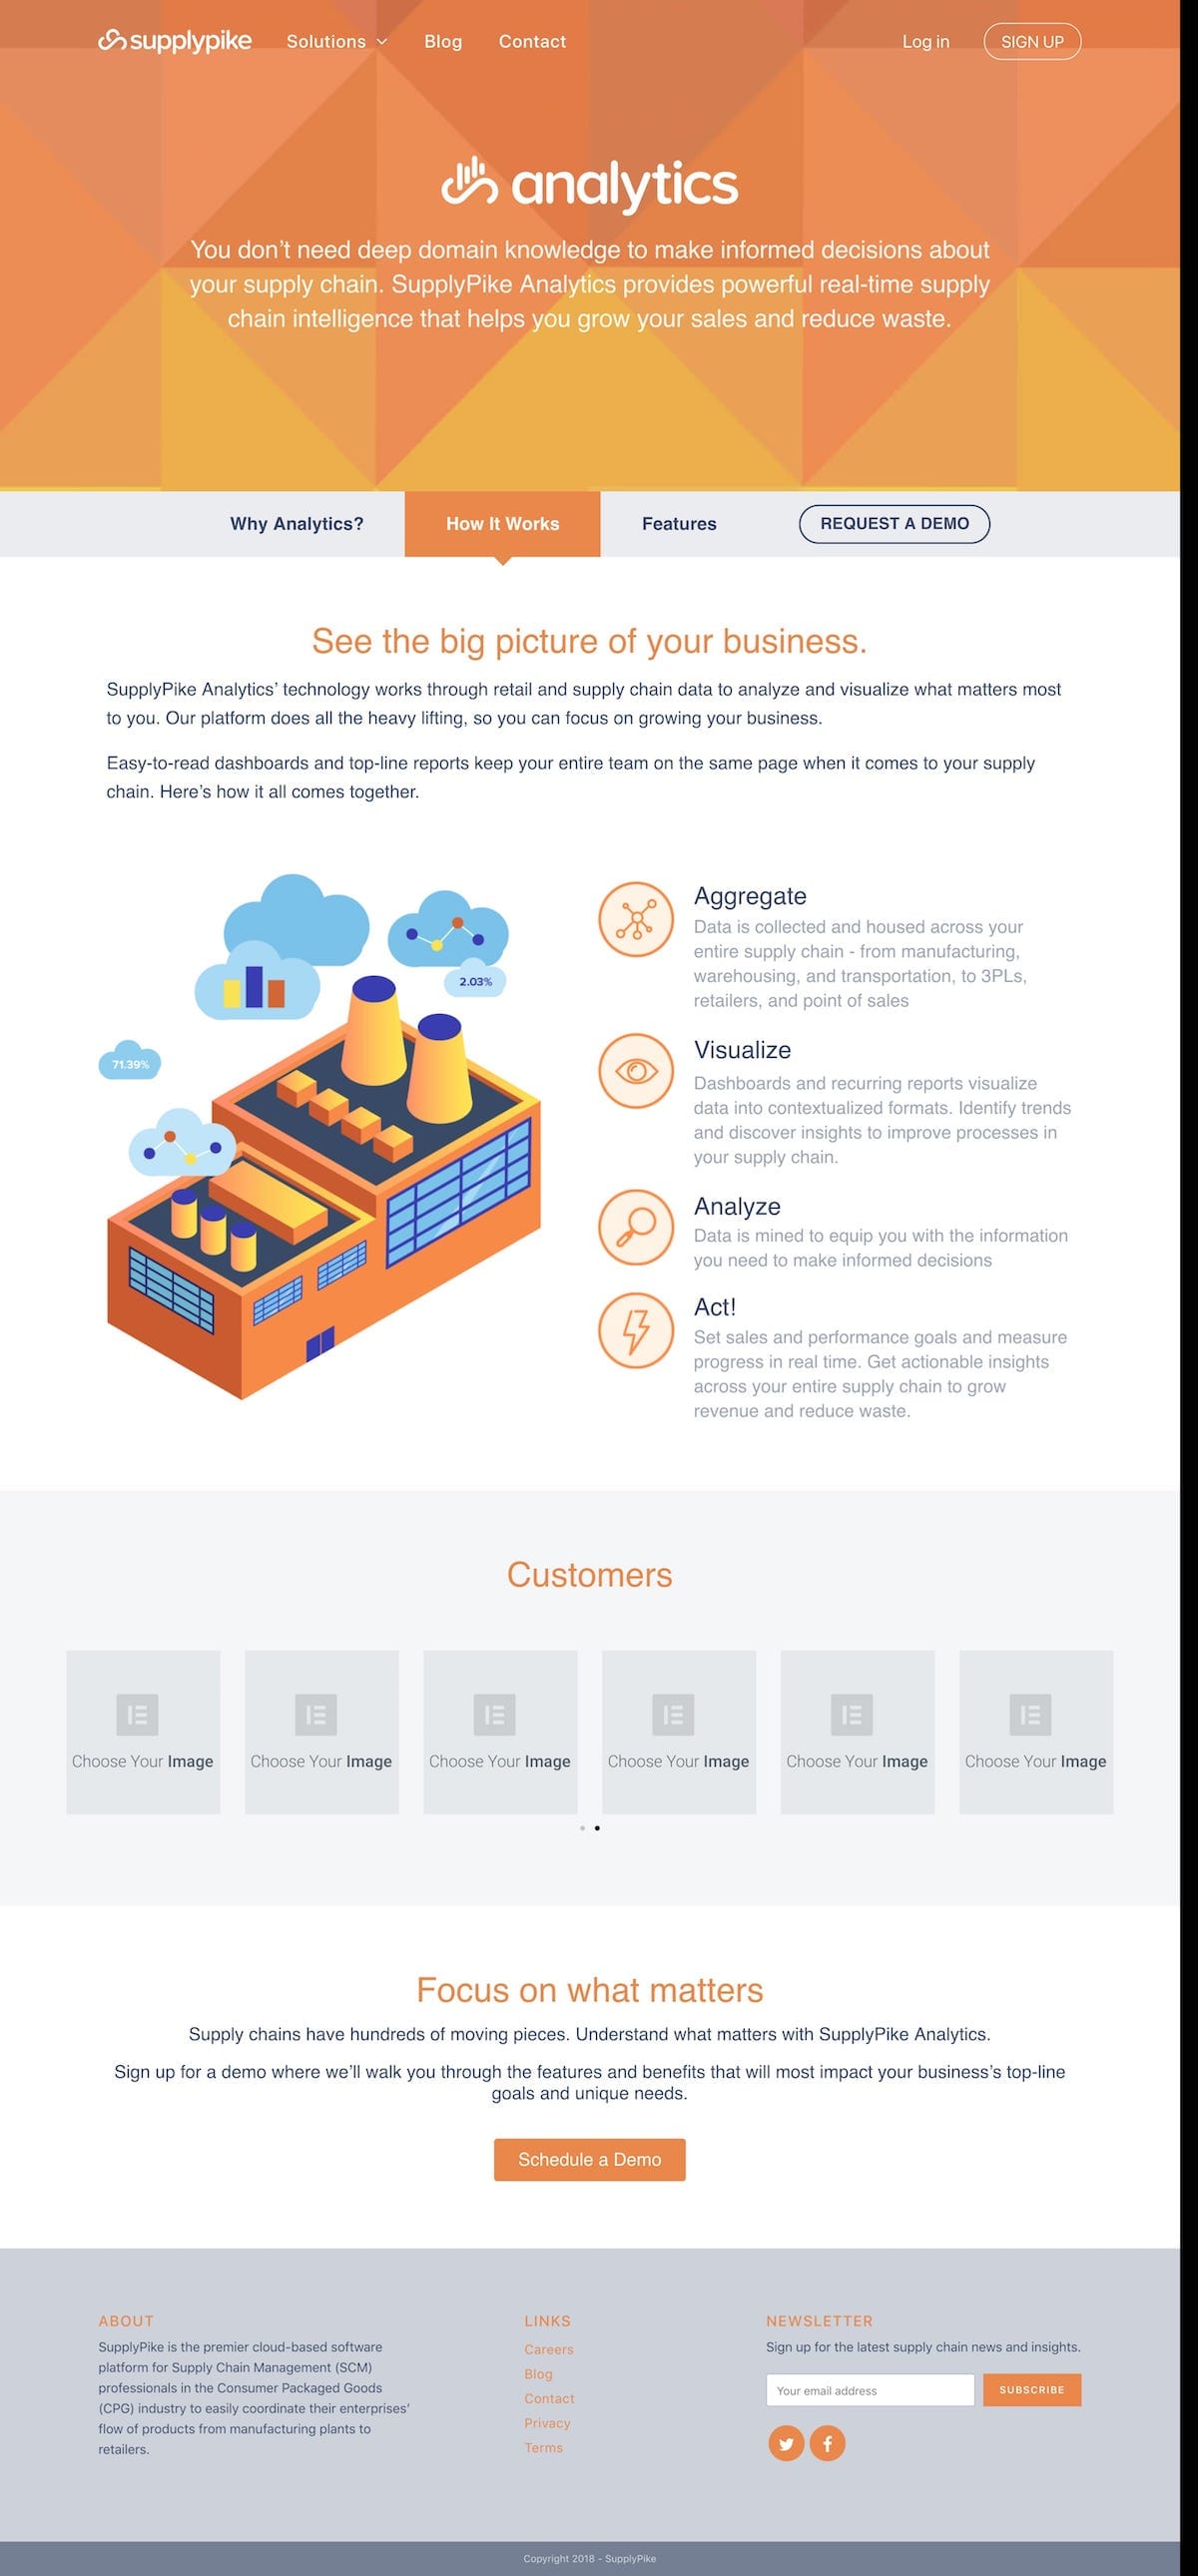 supplypike Solutions Blog Contact Log in SIGN UP
analytics
You don’t need deep domain knowledge to make informed decisions about
your supply chain. SupplyPike Analytics provides powerful real-time supply
chain intelligence that helps you grow your sales and reduce waste.
Why Analytics? How It Works Features REQUEST A DEMO
See the big picture of your business.
SupplyPike Analytics’ technology works through retail and supply chain data to analyze and visualize what matters most
to you. Our platform does all the heavy lifting, so you can focus on growing your business.
Easy-to-read dashboards and top-line reports keep your entire team on the same page when it comes to your supply
chain. Here’s how it all comes together.
2.03%
71.39%
Aggregate
Data is collected and housed across your
entire supply chain - from manufacturing,
warehousing, and transportation, to 3PLs,
retailers, and point of sales
Visualize
Dashboards and recurring reports visualize
data into contextualized formats. Identify trends
and discover insights to improve processes in
your supply chain.
Analyze
Data is mined to equip you with the information
you need to make informed decisions
Act!
Set sales and performance goals and measure
progress in real time. Get actionable insights
across your entire supply chain to grow
revenue and reduce waste.
Customers
Choose Your Image Choose Your Image Choose Your Image Choose Your Image Choose Your Image Choose Your Image
Focus on what matters
Supply chains have hundreds of moving pieces. Understand what matters with SupplyPike Analytics.
Sign up for a demo where we’ll walk you through the features and benefits that will most impact your business’s top-line
goals and unique needs.
Schedule a Demo
ABOUT
SupplyPike is the premier cloud-based software
platform for Supply Chain Management (SCM)
professionals in the Consumer Packaged Goods
(CPG) industry to easily coordinate their enterprises’
flow of products from manufacturing plants to
retailers.
LINKS
Careers
Blog
Contact
Privacy
Terms
NEWSLETTER
Sign up for the latest supply chain news and insights.
Your email address SUBSCRIBE
Copyright 2018 - SupplyPike